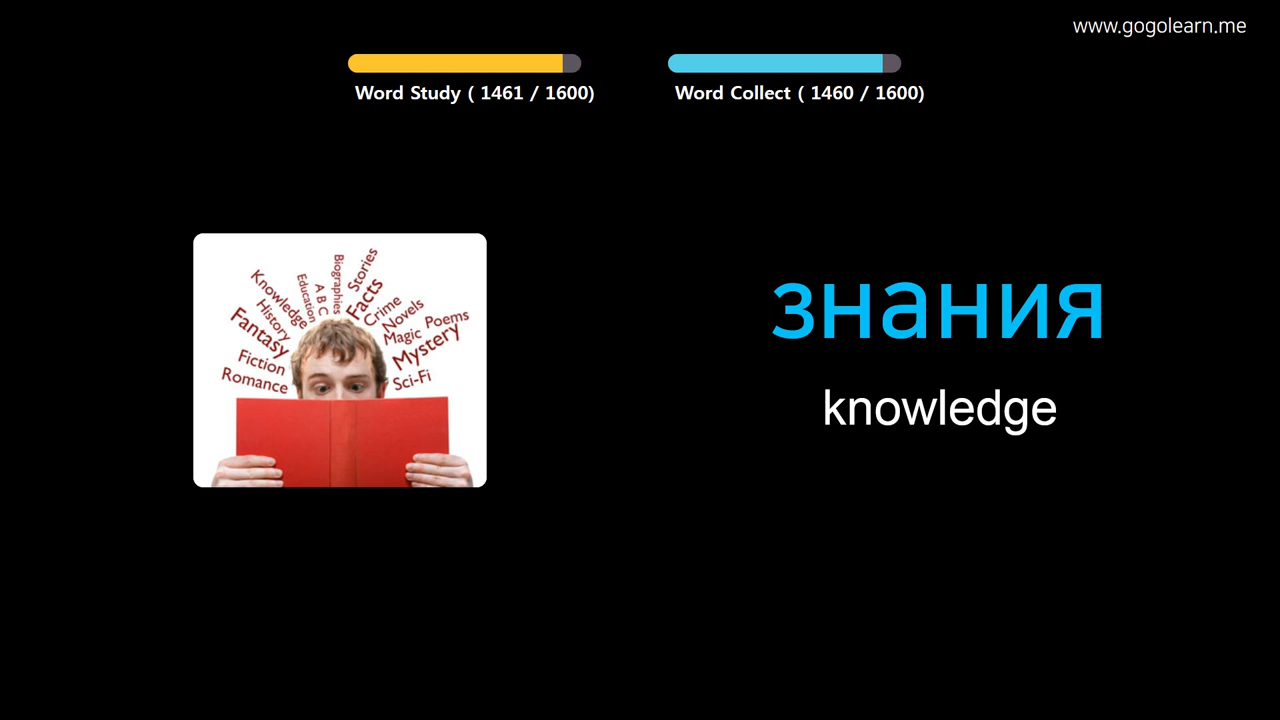 www.gogolearn.me
Word Study ( 1461 / 1600)
Word Collect ( 1460 / 1600)
Knowledge
History
Fantasy
Fiction
Romance
Education
A B C
Biographies
Stories
Facts
Crime
Novels
Magic
Poems
Mystery
Sci-Fi
знания
knowledge